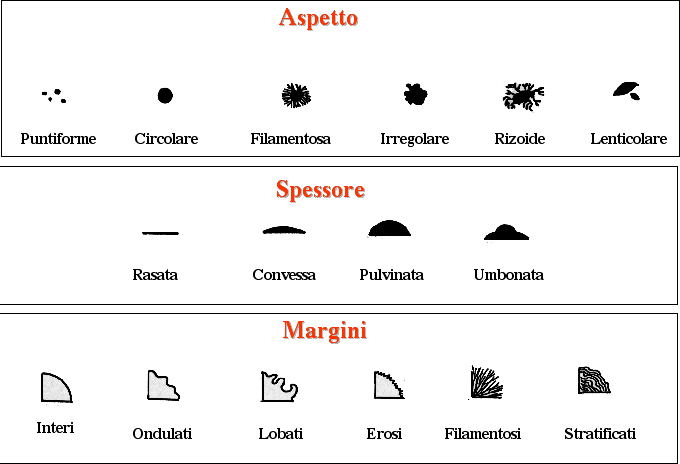 Aspetto
Puntiforme Circolare Filamentosa Irregolare Rizoide Lenticolare
Spessore
Rasata Convessa Pulvinata Umbonata
Margini
Interi Ondulati Lobati Erosi Filamentosi Stratificati